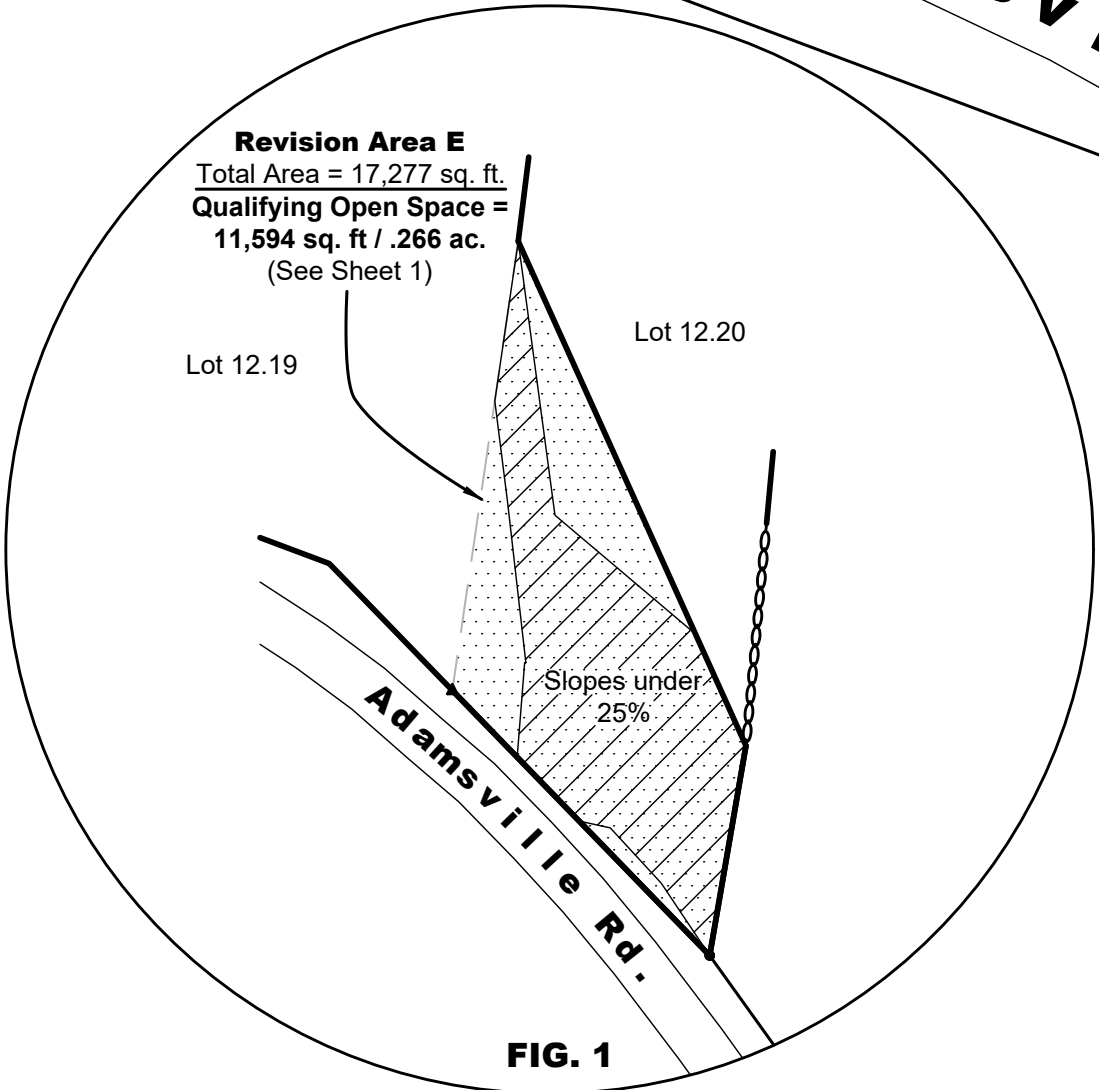 Revision Area E
Total Area = 17,277 sq. ft.
Qualifying Open Space =
11,594 sq. ft / .266 ac.
(See Sheet 1)
Lot 12.20
Lot 12.19
Slopes under
25%
Adamsville Rd.
FIG. 1